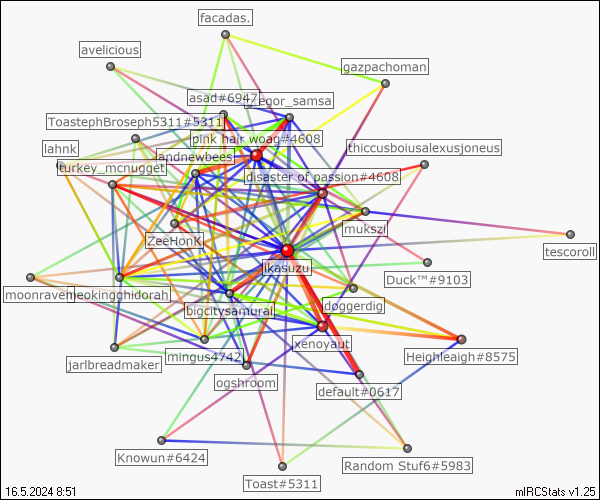 facadas.
avelicious
gazpachoman
asad#6947
egor_samsa
ToastephBroseph5311#5311
pink hair woag#4608
lahnk
landnewbees
thiccusboiusalexusjoneus
turkey_mcnugget
disaster of passion#4608
mukszi
ZeeHonK
tescoroll
ikasuzu
Duck™#9103
moonraven
leokingghidorah
doggerdig
bigcitysamurai
xenoyaut
mingus4742
Heighleaigh#8575
jarlbreadmaker
ogshroom
default#0617
Knowun#6424
Random Stuf6#5983
Toast#5311
16.5.2024 8:51
mIRCStats v1.25